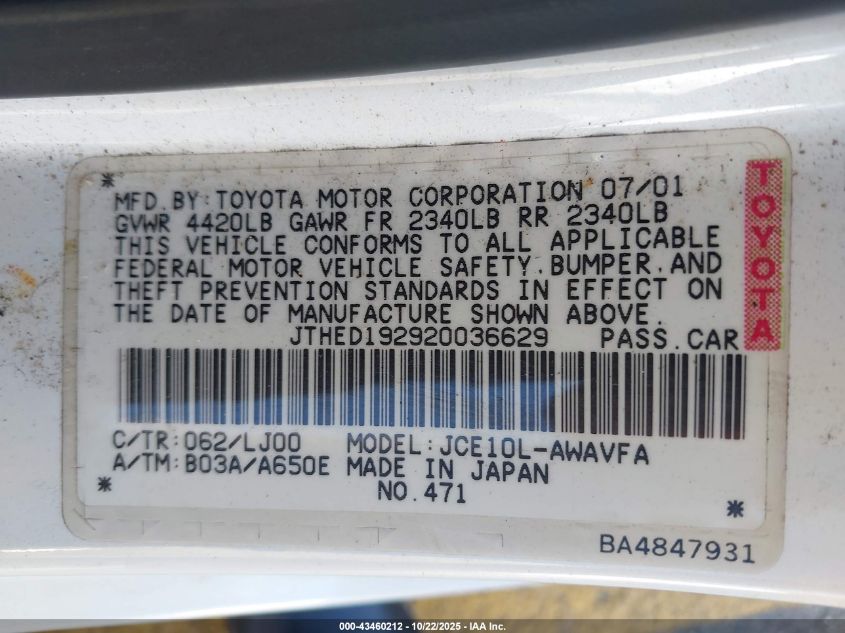 MFD.BY:TOYOTA MOTOR CORPORATION 07/01
GVWR 4420LB GAWR FR 2340LB RR 2340LB
THIS VEHICLE CONFORMS TO ALL APPLICABLE
FEDERAL MOTOR VEHICLE SAFETY,BUMPER,AND
THEFT PREVENTION STANDARDS IN EFFECT ON
THE DATE OF MANUFACTURE SHOWN ABOVE.
JTHED192920036629 PASS.CAR
TOYOTA
C/TR:062/LJ00 MODEL:JCE10L-AWAVFA
A/TM:B03A/A650E MADE IN JAPAN
NO.471
BA4847931
000-43460212 - 10/22/2025 - IAA Inc.